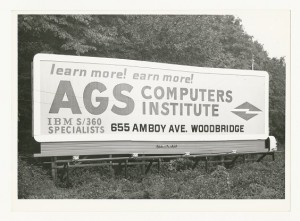 learn more! earn more!
AGS COMPUTERS
INSTITUTE
IBM S/360
SPECIALISTS
655 AMBOY AVE. WOODBRIDGE